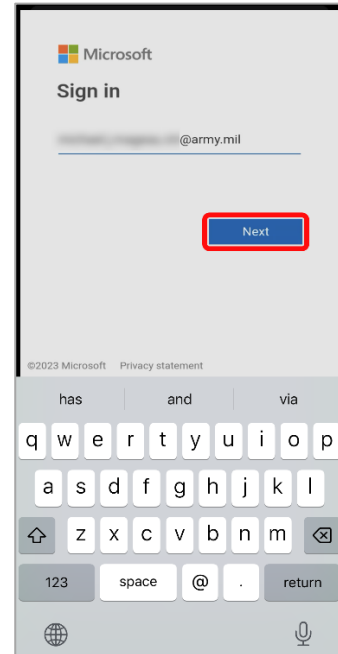 Microsoft
Sign in
@army.mil
Next
©2023 Microsoft Privacy statement
has and via
q w e r t y u i o p
a s d f g h j k l
z x c v b n m
123 space @ . return